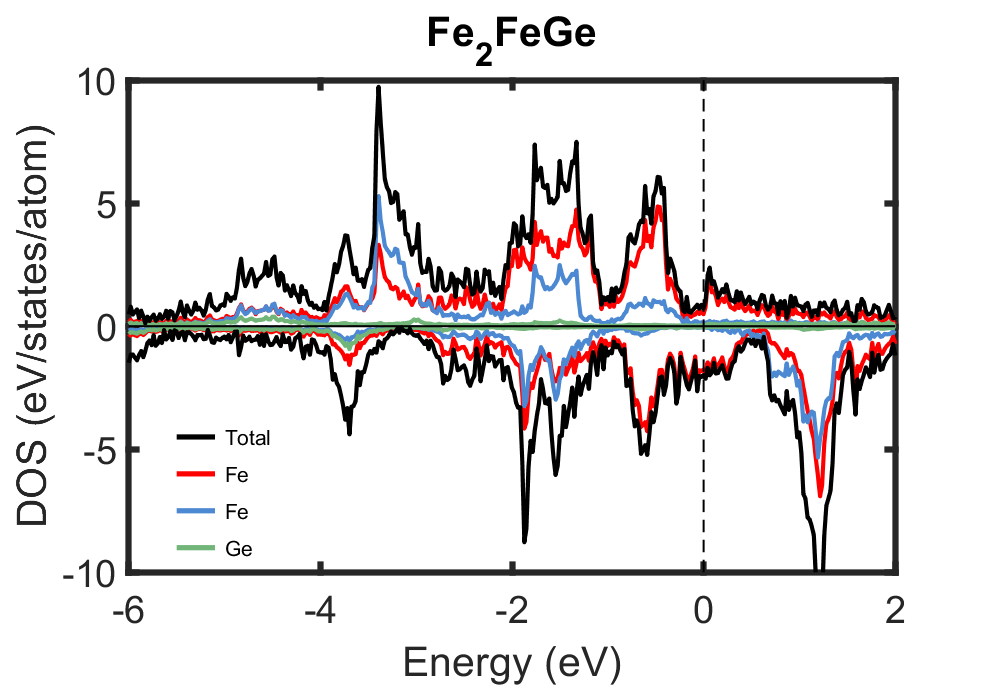 Fe₂FeGe
10
5
0
-5
-10
DOS (eV/states/atom)
Total
Fe
Fe
Ge
-6 -4 -2 0 2
Energy (eV)